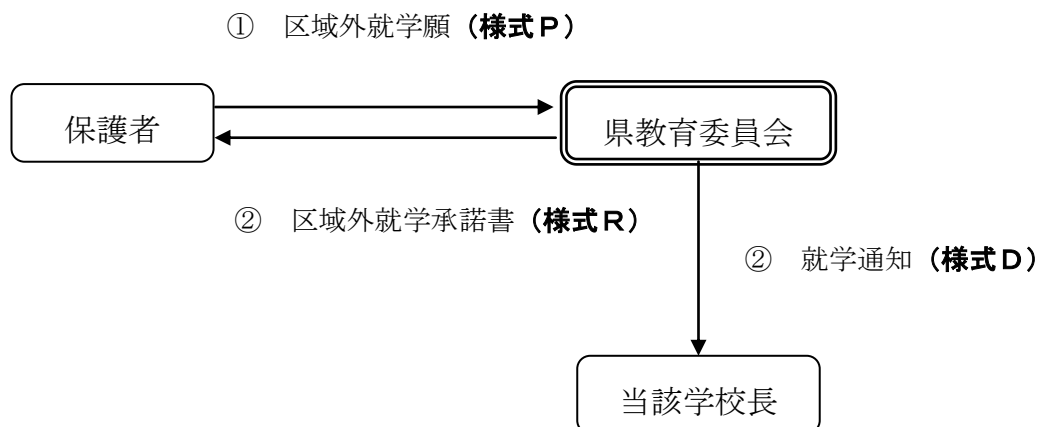 ① 区域外就学願（様式Ｐ）
保護者
県教育委員会
② 区域外就学承諾書（様式Ｒ）
② 就学通知（様式Ｄ）
当該学校長